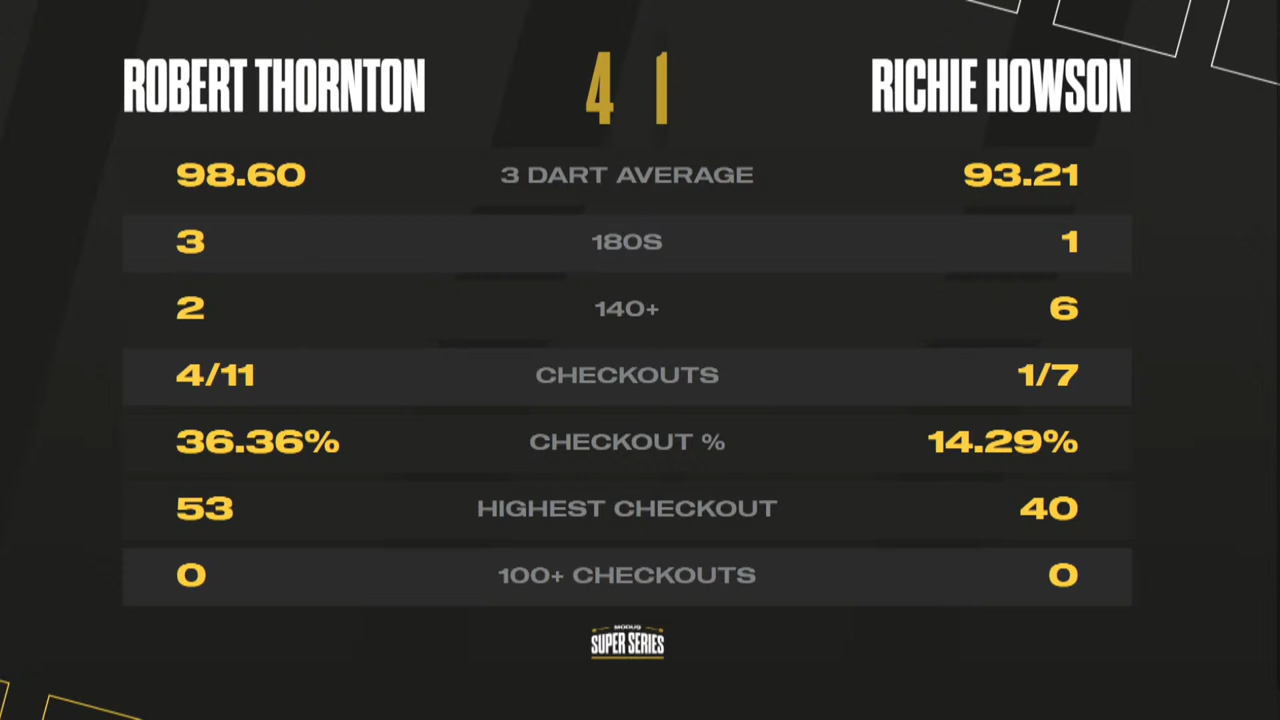 ROBERT THORNTON 4 1 RICHIE HOWSON
98.60 3 DART AVERAGE 93.21
3 180S 1
2 140+ 6
4/11 CHECKOUTS 1/7
36.36% CHECKOUT % 14.29%
53 HIGHEST CHECKOUT 40
0 100+ CHECKOUTS 0
MODUS
SUPER SERIES